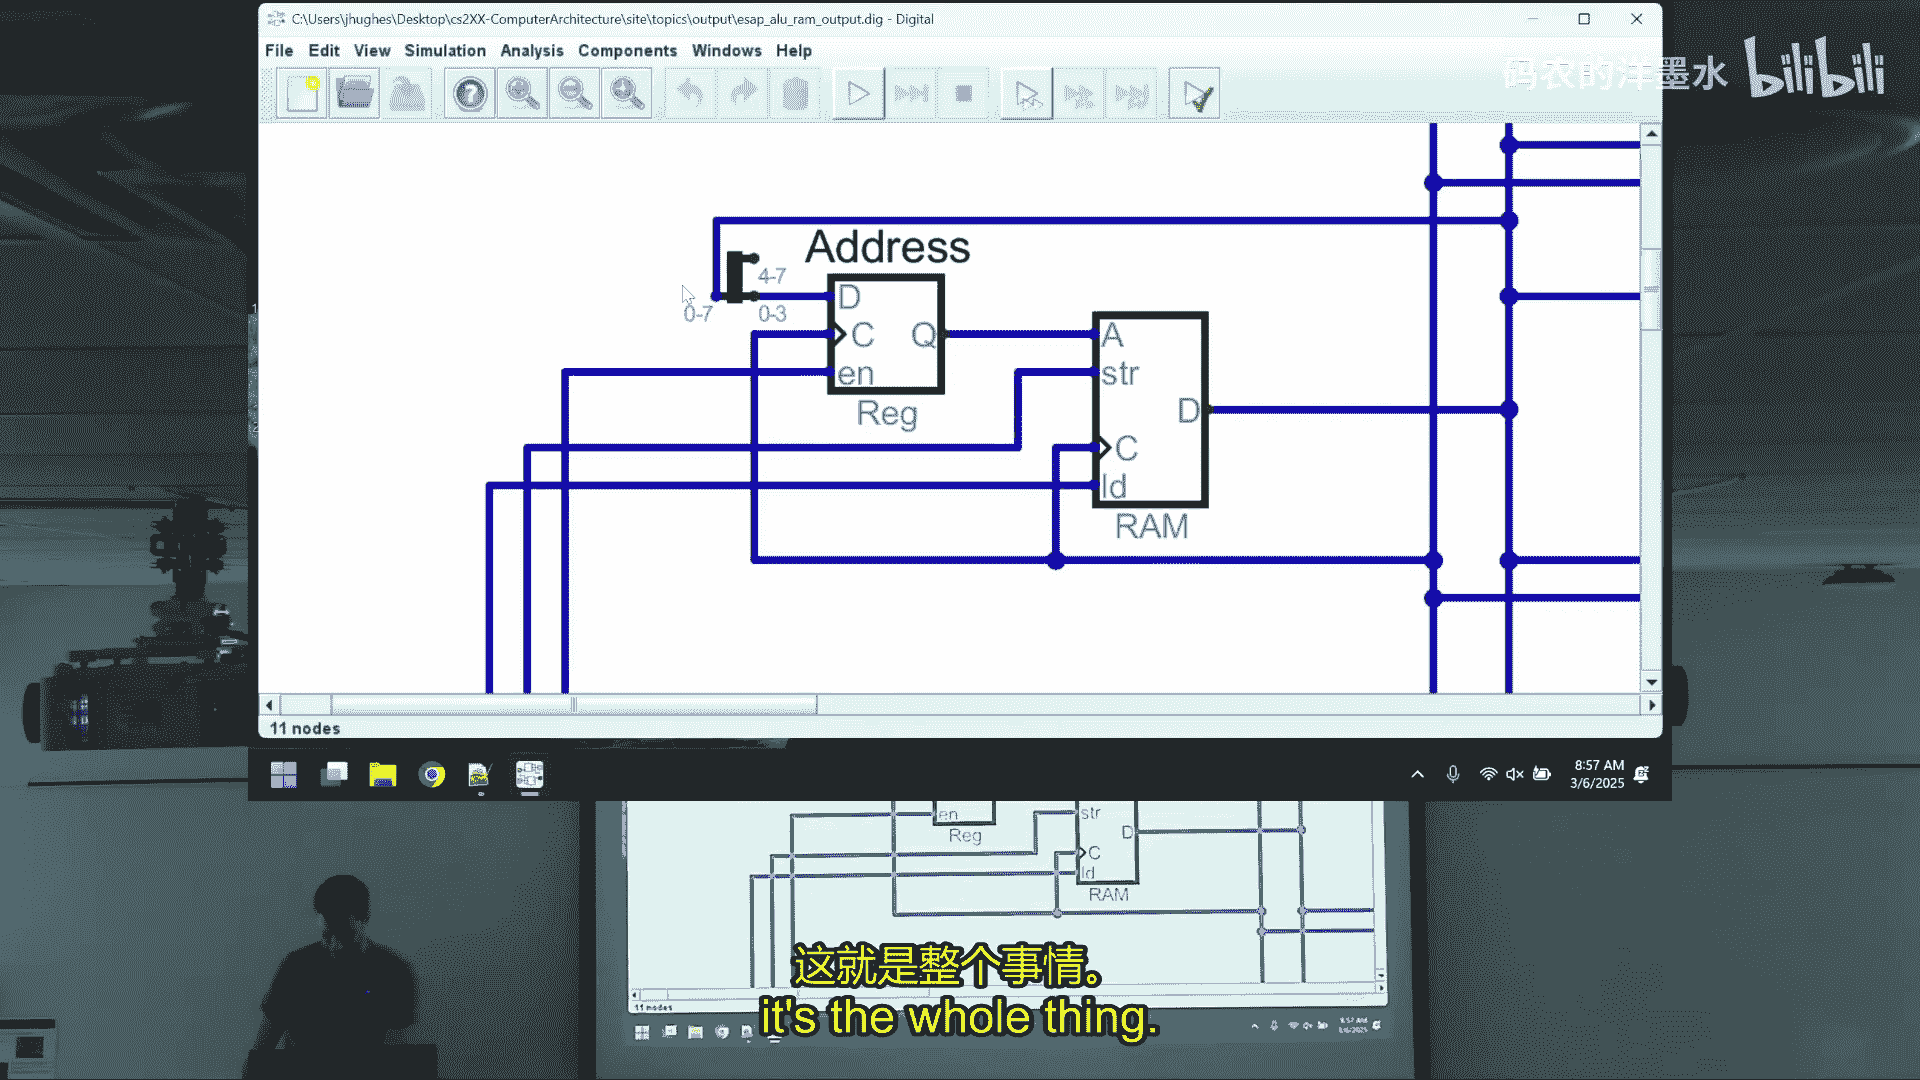 C:\Users\jhughes\Desktop\cs2XX-ComputerArchitecture\site\topics\output\esap_alu_ram_output.dig - Digital
File Edit View Simulation Analysis Components Windows Help
码农的洋墨水 bilibili
Address
4-7
0-7
0-3
D
C
Q
en
Reg
A
str
D
C
ld
RAM
11 nodes
8:57 AM
3/6/2025
en
Reg
str
D
C
ld
RAM
11 nodes
这就是整个事情。
it's the whole thing.